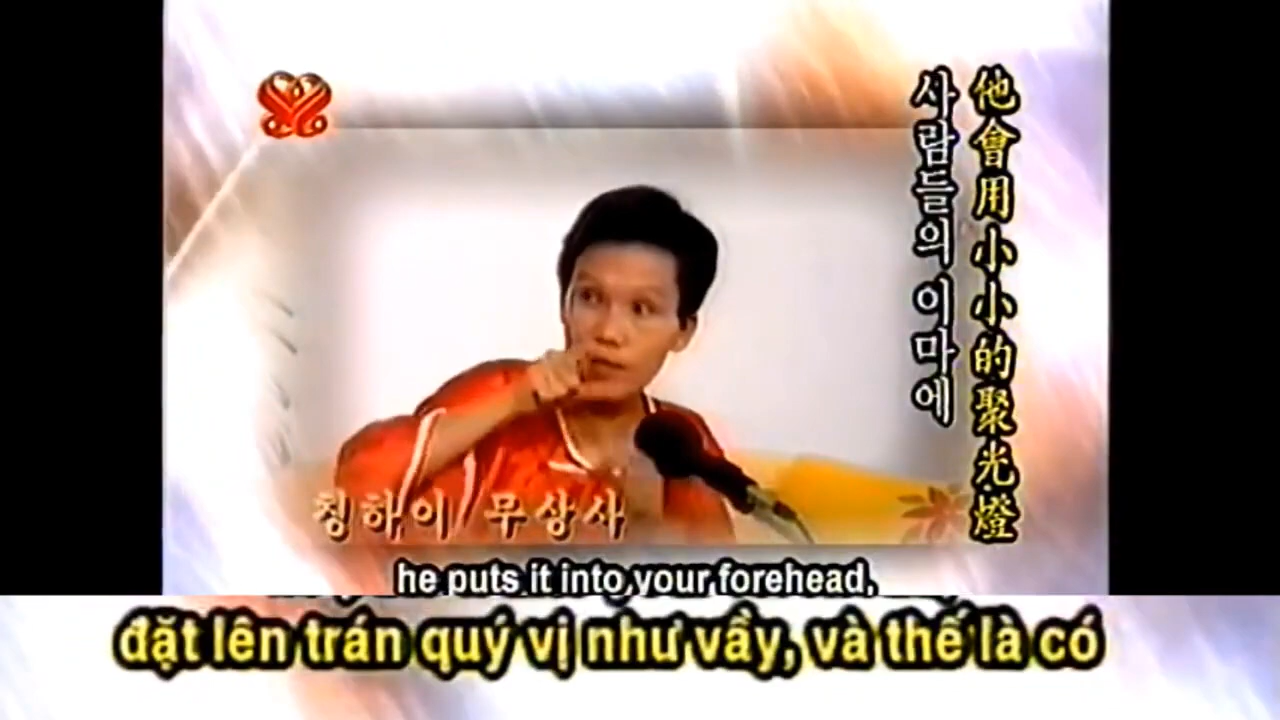 他會用小小的聚光燈
사람들의 이마에
칭하이 무상사
he puts it into your forehead,
đặt lên trán quý vị như vầy, và thế là có